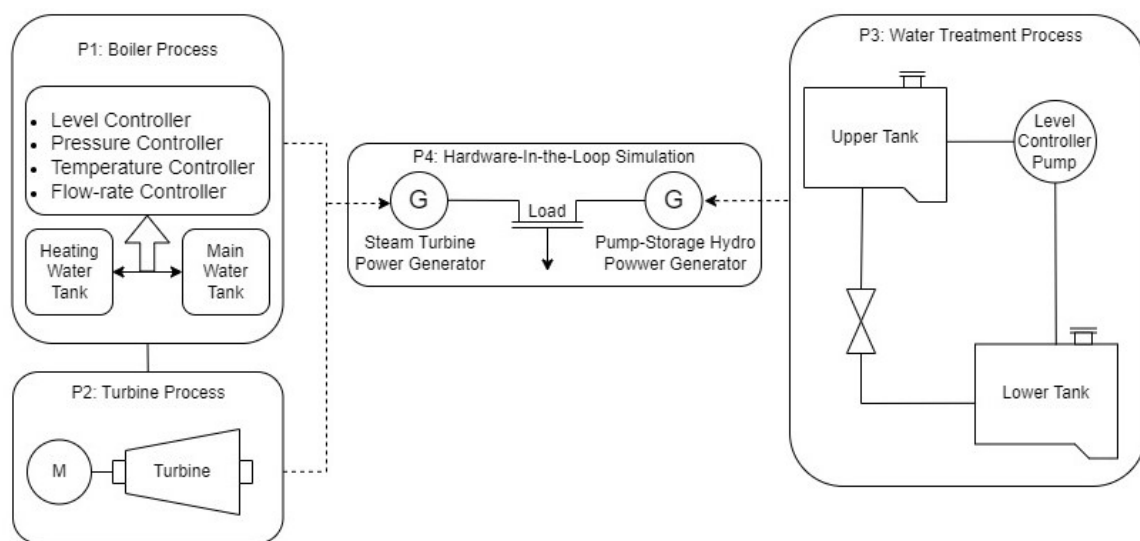 P1: Boiler Process
• Level Controller
• Pressure Controller
• Temperature Controller
• Flow-rate Controller
Heating
Water
Tank
Main
Water
Tank
P2: Turbine Process
M
Turbine
P4: Hardware-In-the-Loop Simulation
G
Load
G
Steam Turbine
Power Generator
Pump-Storage Hydro
Powwer Generator
P3: Water Treatment Process
Upper Tank
Level
Controller
Pump
Lower Tank